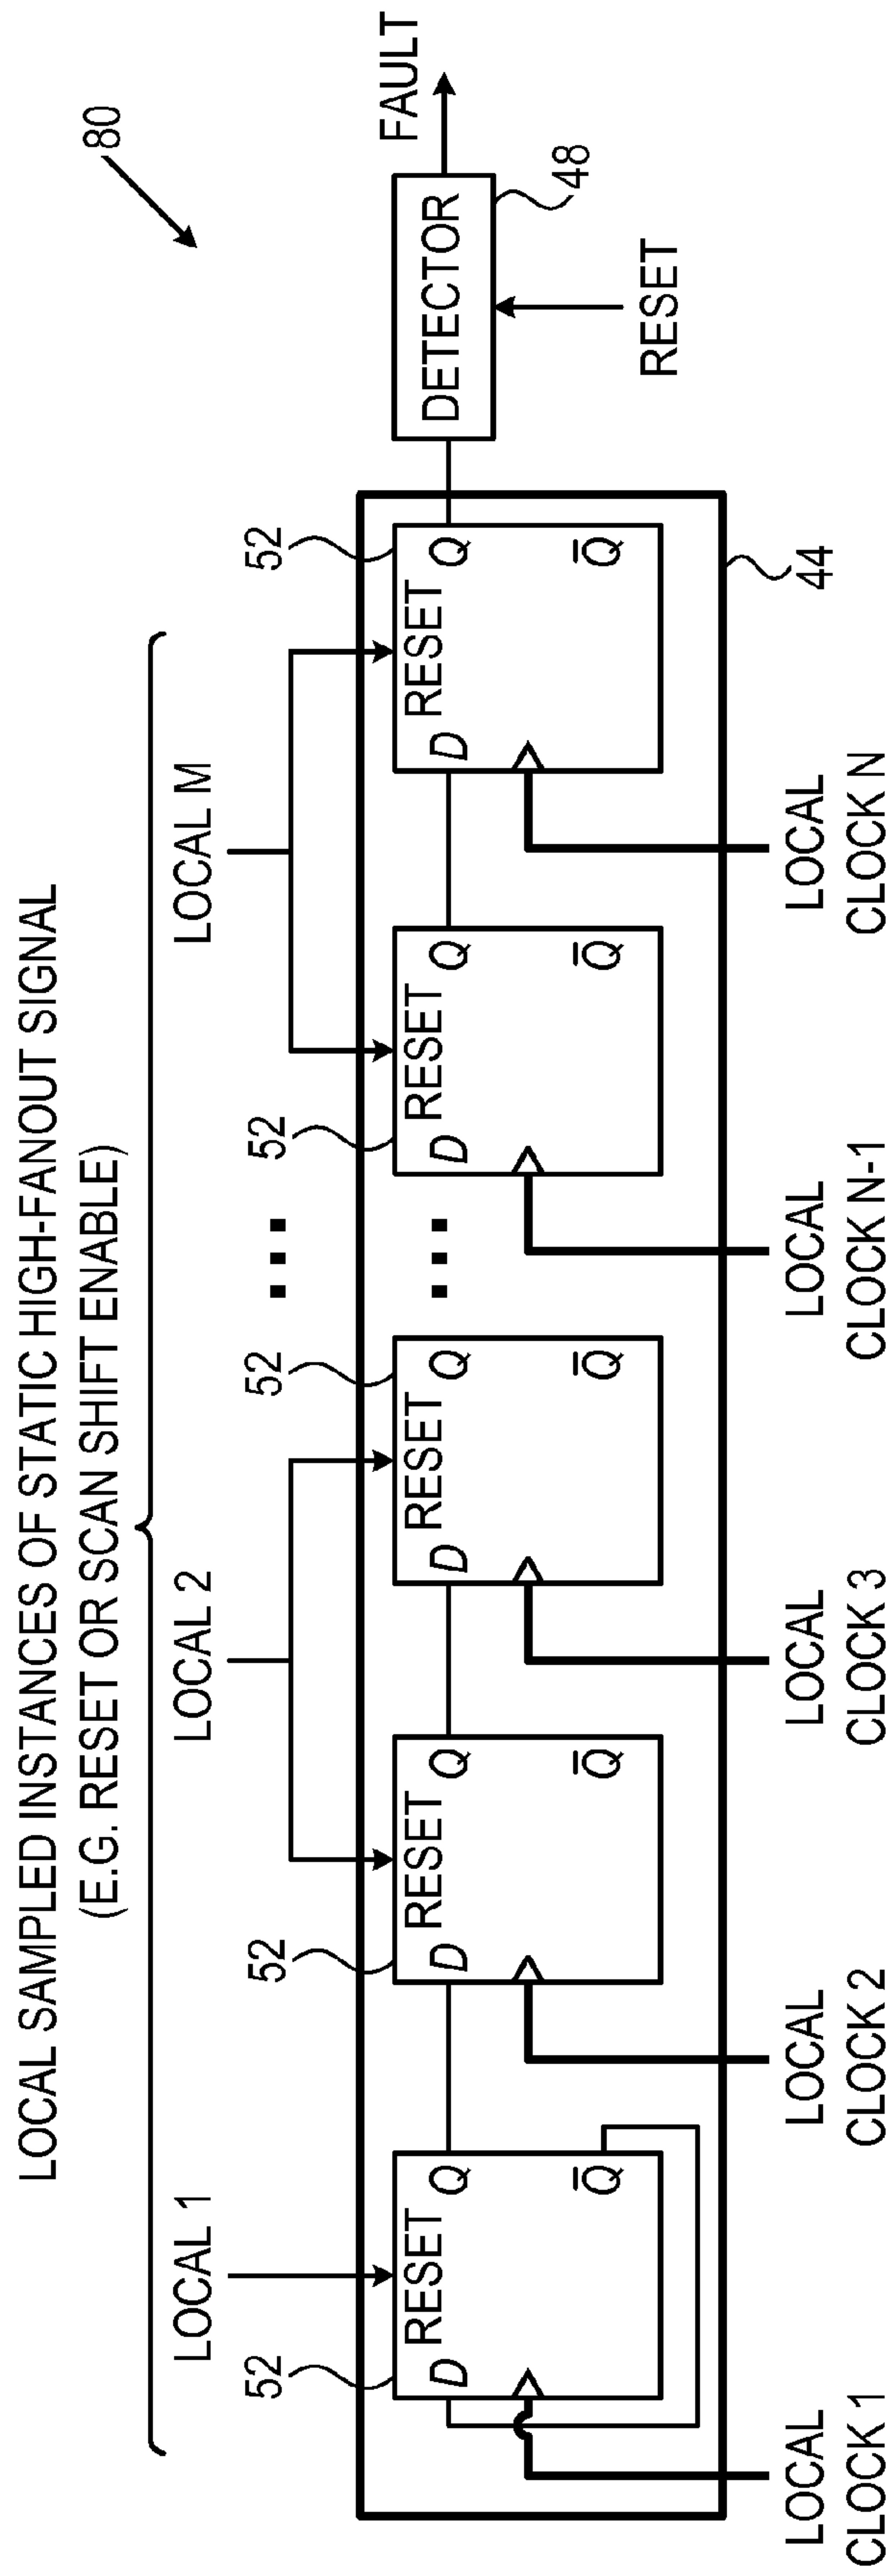 LOCAL SAMPLED INSTANCES OF STATIC HIGH-FANOUT SIGNAL
(E.G. RESET OR SCAN SHIFT ENABLE)
80
LOCAL 1
LOCAL 2
LOCAL M
52
52
52
52
52
RESET
D
Q
Q̅
RESET
D
Q
Q̅
RESET
D
Q
Q̅
RESET
D
Q
Q̅
RESET
D
Q
Q̅
DETECTOR
FAULT
48
RESET
44
LOCAL
CLOCK 1
LOCAL
CLOCK 2
LOCAL
CLOCK 3
LOCAL
CLOCK N-1
LOCAL
CLOCK N